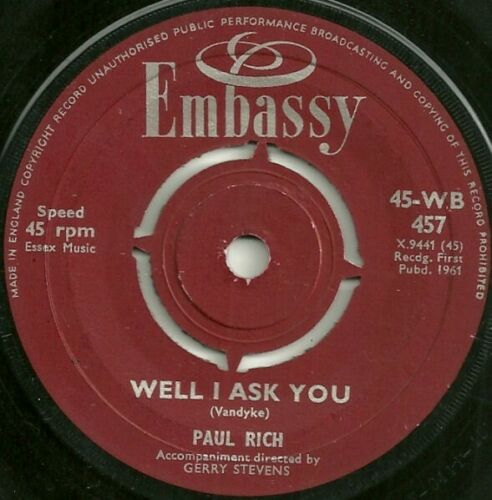 MADE IN ENGLAND COPYRIGHT RECORD UNAUTHORISED PUBLIC PERFORMANCE BROADCASTING AND COPYING OF THIS RECORD PROHIBITED
Embassy
Speed
45 rpm
Essex Music
45-WB
457
X.9441 (45)
Recdg. First
Pubd. 1961
WELL I ASK YOU
(Vandyke)
PAUL RICH
Accompaniment directed by
GERRY STEVENS